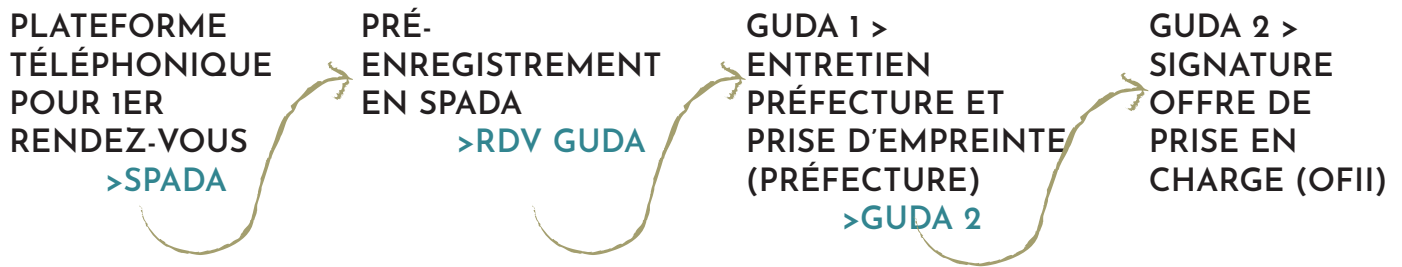 PLATEFORME
TÉLÉPHONIQUE
POUR 1ER
RENDEZ-VOUS
>SPADA
PRÉ-
ENREGISTREMENT
EN SPADA
>RDV GUDA
GUDA 1 >
ENTRETIEN
PRÉFECTURE ET
PRISE D'EMPREINTE
(PRÉFECTURE)
>GUDA 2
GUDA 2 >
SIGNATURE
OFFRE DE
PRISE EN
CHARGE (OFII)